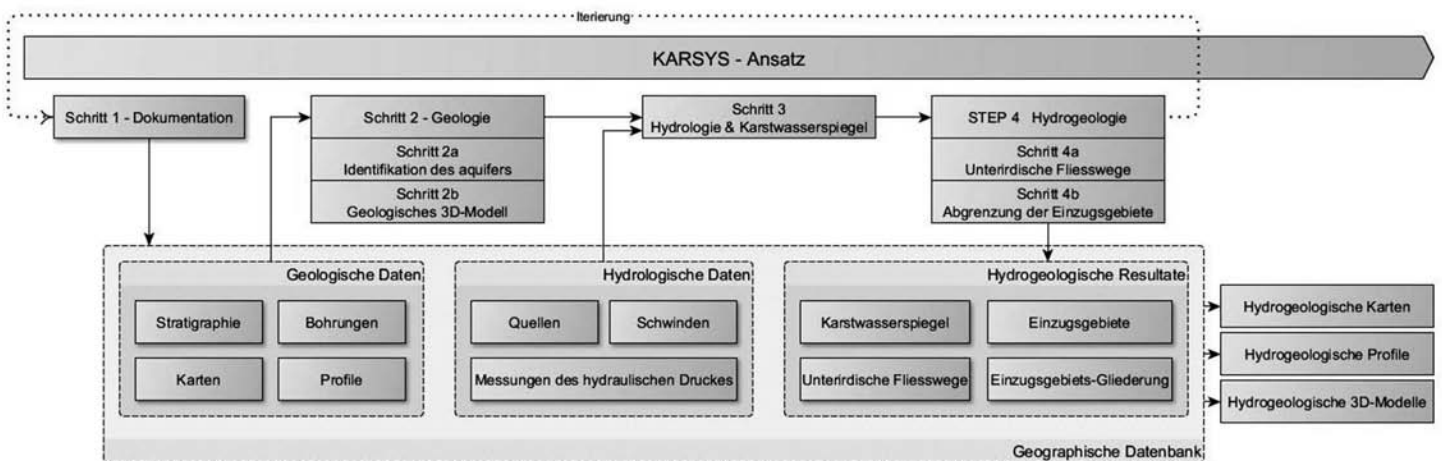 Iterierung
KARSYS - Ansatz
Schritt 1 - Dokumentation
Schritt 2 - Geologie
Schritt 2a
Identifikation des aquifers
Schritt 2b
Geologisches 3D-Modell
Schritt 3
Hydrologie & Karstwasserspiegel
STEP 4 Hydrogeologie
Schritt 4a
Unterirdische Fliesswege
Schritt 4b
Abgrenzung der Einzugsgebiete
Geologische Daten
Stratigraphie
Bohrungen
Karten
Profile
Hydrologische Daten
Quellen
Schwinden
Messungen des hydraulischen Druckes
Hydrogeologische Resultate
Karstwasserspiegel
Einzugsgebiete
Unterirdische Fliesswege
Einzugsgebiets-Gliederung
Hydrogeologische Karten
Hydrogeologische Profile
Hydrogeologische 3D-Modelle
Geographische Datenbank